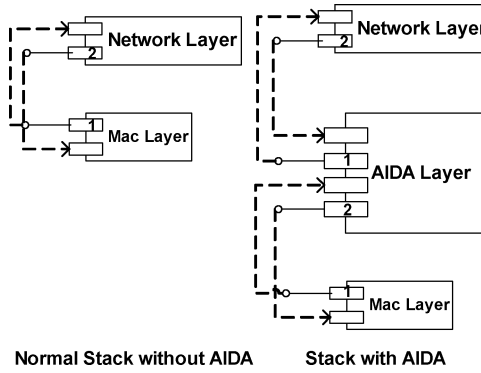 Network Layer
2
1
Mac Layer
Normal Stack without AIDA
Network Layer
2
1
AIDA Layer
2
1
Mac Layer
Stack with AIDA